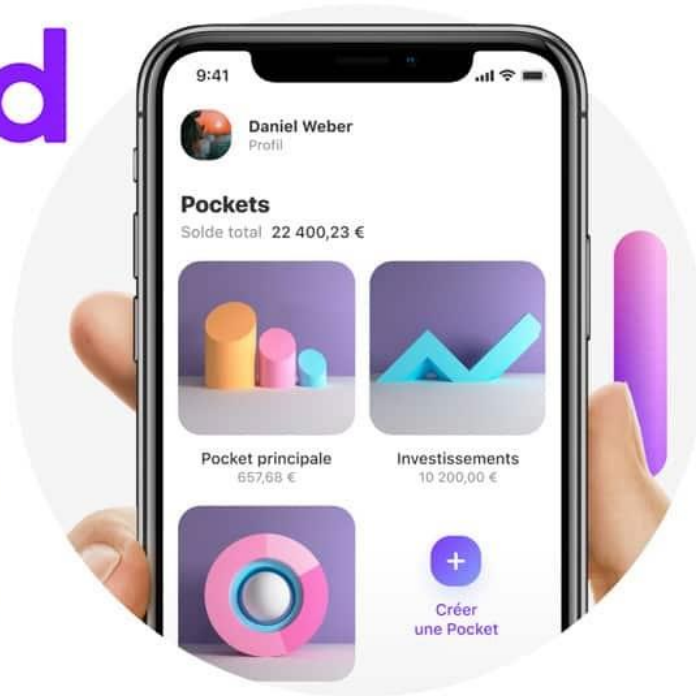 d
9:41
Daniel Weber
Profil
Pockets
Solde total 22 400,23 €
Pocket principale
657,68 €
Investissements
10 200,00 €
Créer
une Pocket